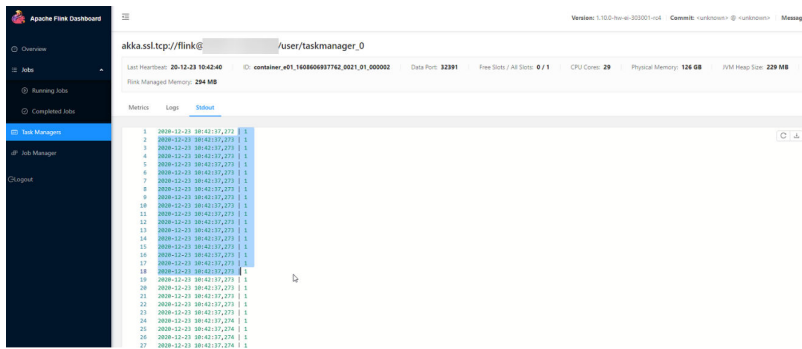 Apache Flink Dashboard
Version: 1.10.0-hw-ei-303001-rc4 Commit: <unknown> @ <unknown> Messag
Overview
Jobs
Running Jobs
Completed Jobs
Task Managers
Job Manager
Logout
akka.ssl.tcp://flink@ /user/taskmanager_0
Last Heartbeat: 20-12-23 10:42:40 ID: container_e01_1608606937762_0021_01_000002 Data Port: 32391 Free Slots / All Slots: 0 / 1 CPU Cores: 29 Physical Memory: 126 GB JVM Heap Size: 229 MB
Flink Managed Memory: 294 MB
Metrics Logs Stdout
1 2020-12-23 10:42:37,272 | 1
2 2020-12-23 10:42:37,273 | 1
3 2020-12-23 10:42:37,273 | 1
4 2020-12-23 10:42:37,273 | 1
5 2020-12-23 10:42:37,273 | 1
6 2020-12-23 10:42:37,273 | 1
7 2020-12-23 10:42:37,273 | 1
8 2020-12-23 10:42:37,273 | 1
9 2020-12-23 10:42:37,273 | 1
10 2020-12-23 10:42:37,273 | 1
11 2020-12-23 10:42:37,273 | 1
12 2020-12-23 10:42:37,273 | 1
13 2020-12-23 10:42:37,273 | 1
14 2020-12-23 10:42:37,273 | 1
15 2020-12-23 10:42:37,273 | 1
16 2020-12-23 10:42:37,273 | 1
17 2020-12-23 10:42:37,273 | 1
18 2020-12-23 10:42:37,273 | 1
19 2020-12-23 10:42:37,273 | 1
20 2020-12-23 10:42:37,273 | 1
21 2020-12-23 10:42:37,273 | 1
22 2020-12-23 10:42:37,273 | 1
23 2020-12-23 10:42:37,273 | 1
24 2020-12-23 10:42:37,274 | 1
25 2020-12-23 10:42:37,274 | 1
26 2020-12-23 10:42:37,274 | 1
27 2020-12-23 10:42:37,274 | 1